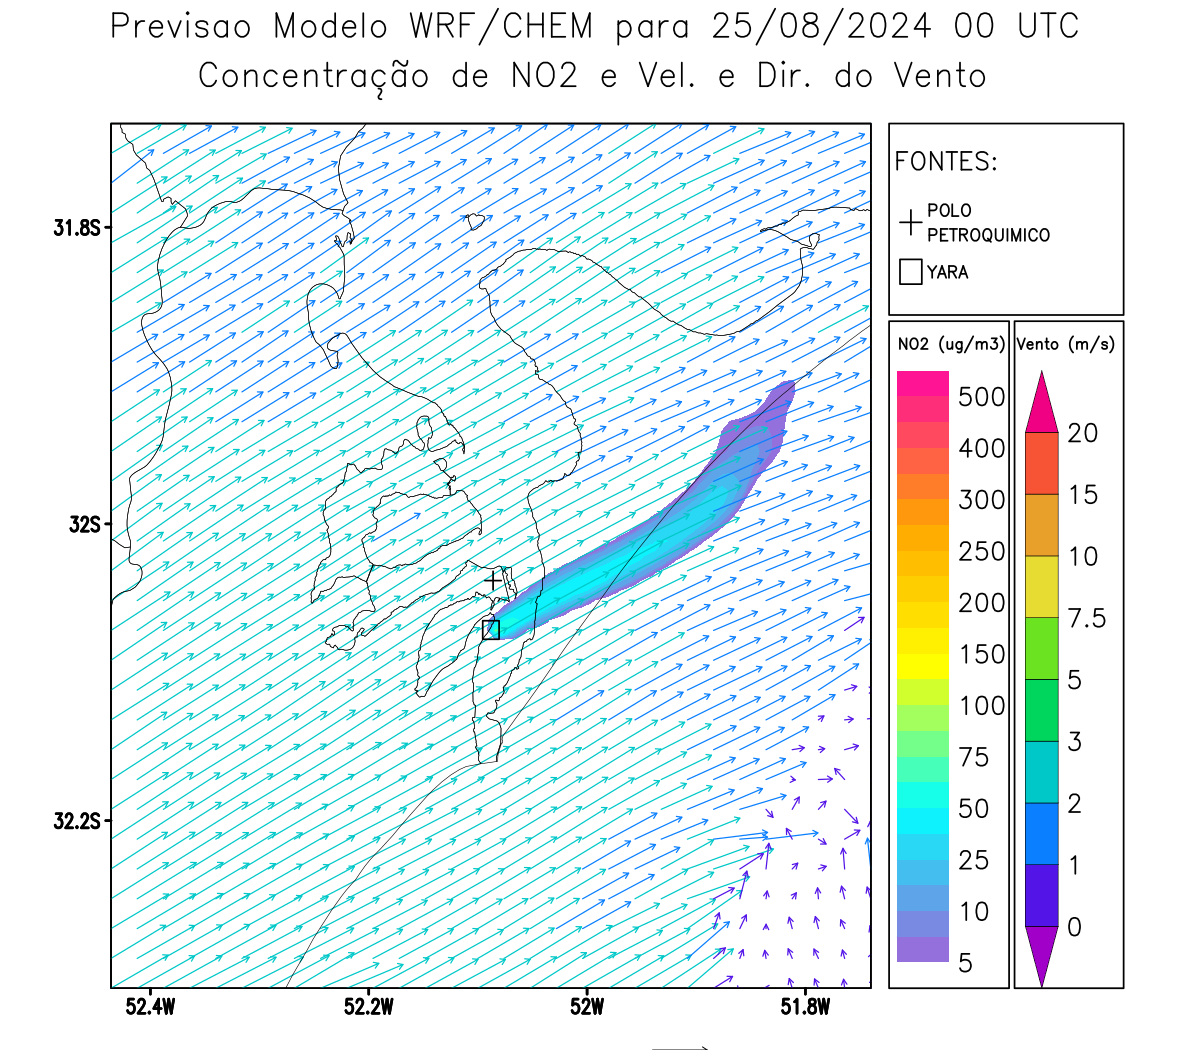 Previsao Modelo WRF/CHEM para 25/08/2024 00 UTC
Concentração de NO2 e Vel. e Dir. do Vento
FONTES:
POLO
PETROQUIMICO
YARA
31.8S
32S
32.2S
52.4W
52.2W
52W
51.8W
NO2 (ug/m3)
500
400
300
250
200
150
100
75
50
25
10
5
Vento (m/s)
20
15
10
7.5
5
3
2
1
0